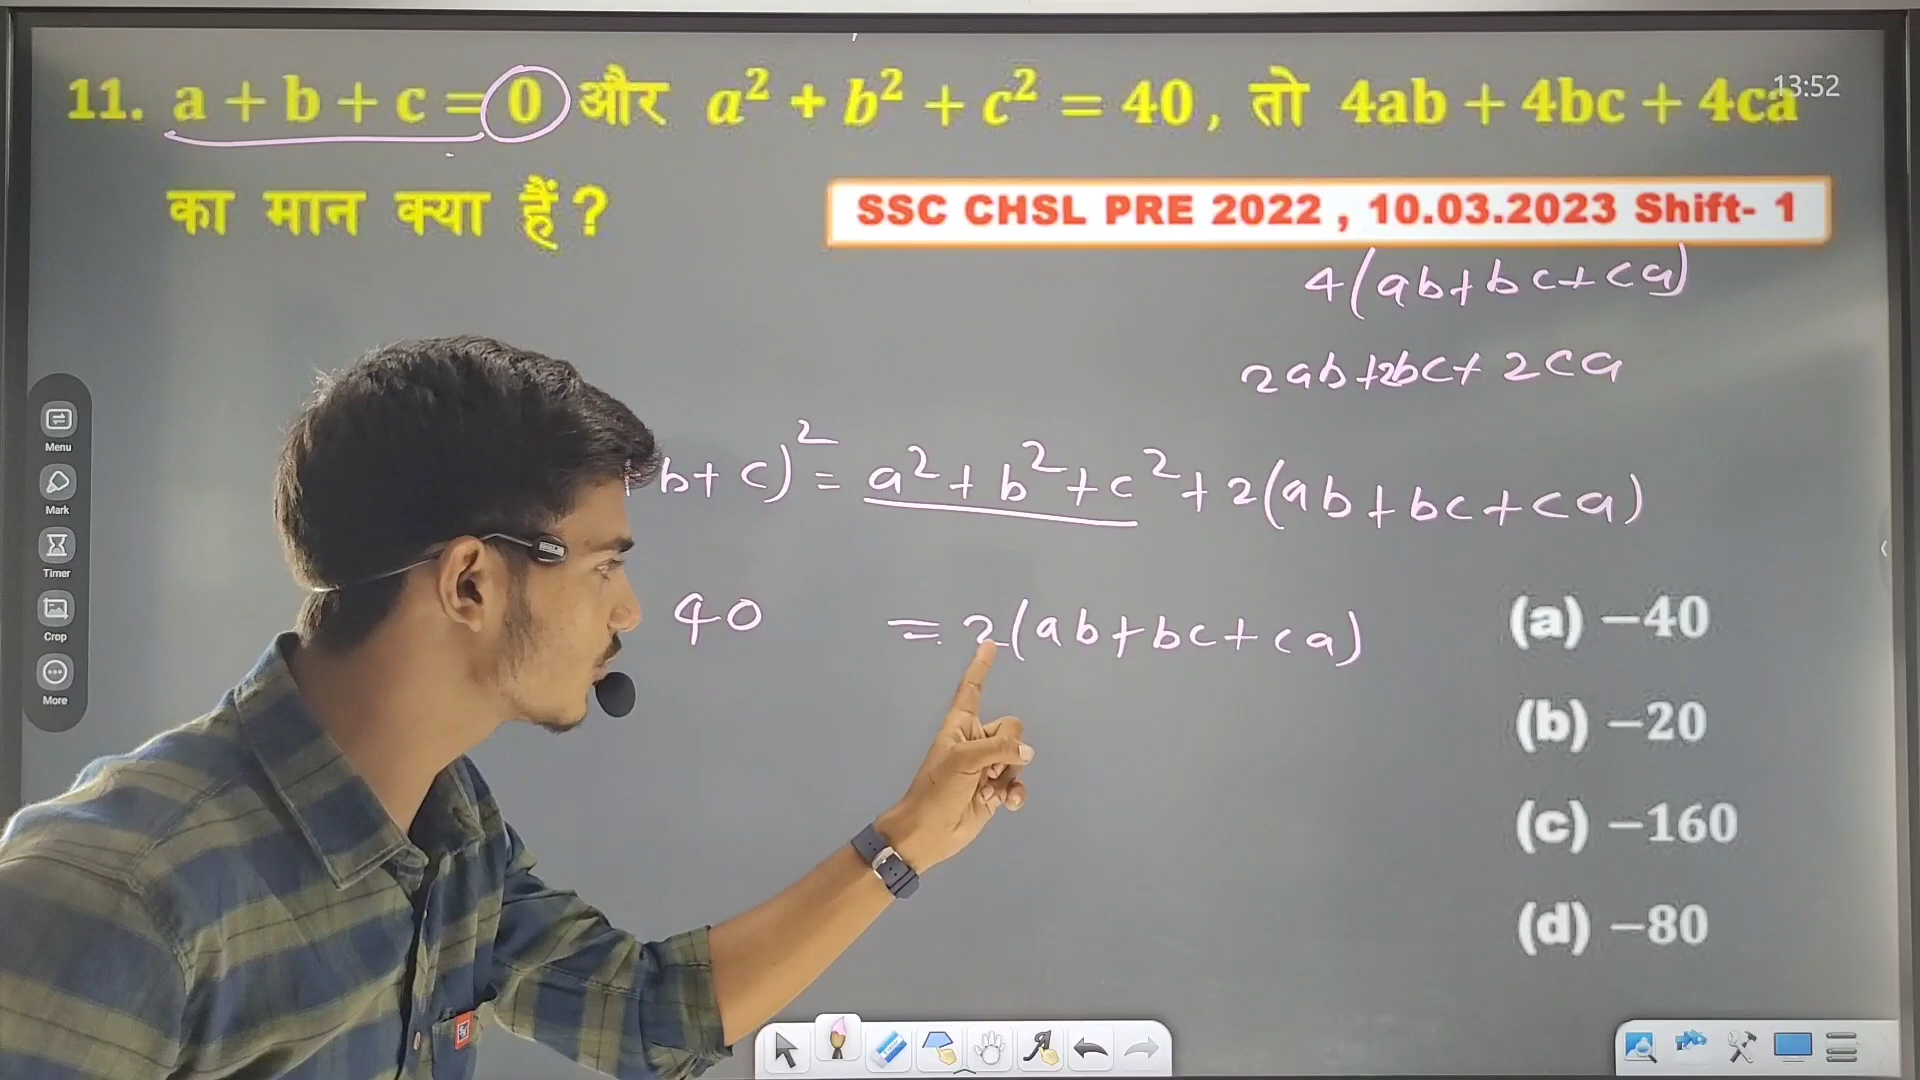 11. a + b + c = 0 और a² + b² + c² = 40, तो 4ab + 4bc + 4ca
13:52
का मान क्या हैं ?
SSC CHSL PRE 2022 , 10.03.2023 Shift- 1
4(ab+bc+ca)
2ab+2bc+2ca
b+c)² = a²+b²+c²+2(ab+bc+ca)
40 = 2(ab+bc+ca)
(a) −40
(b) −20
(c) −160
(d) −80
Menu
Mark
Timer
Crop
More